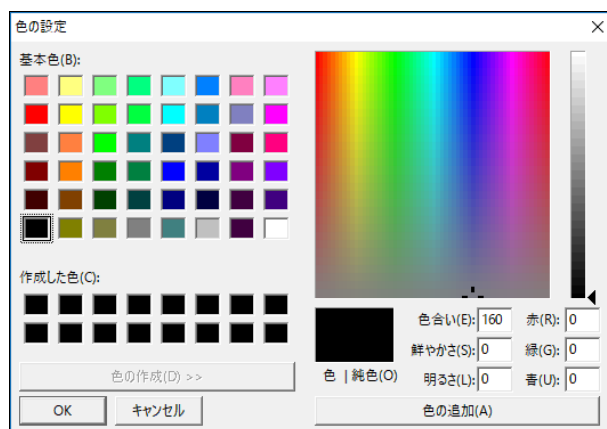 色の設定
基本色(B):
作成した色(C):
色の作成(D) >>
OK
キャンセル
色 | 純色(O)
色合い(E): 160
鮮やかさ(S): 0
明るさ(L): 0
赤(R): 0
緑(G): 0
青(U): 0
色の追加(A)